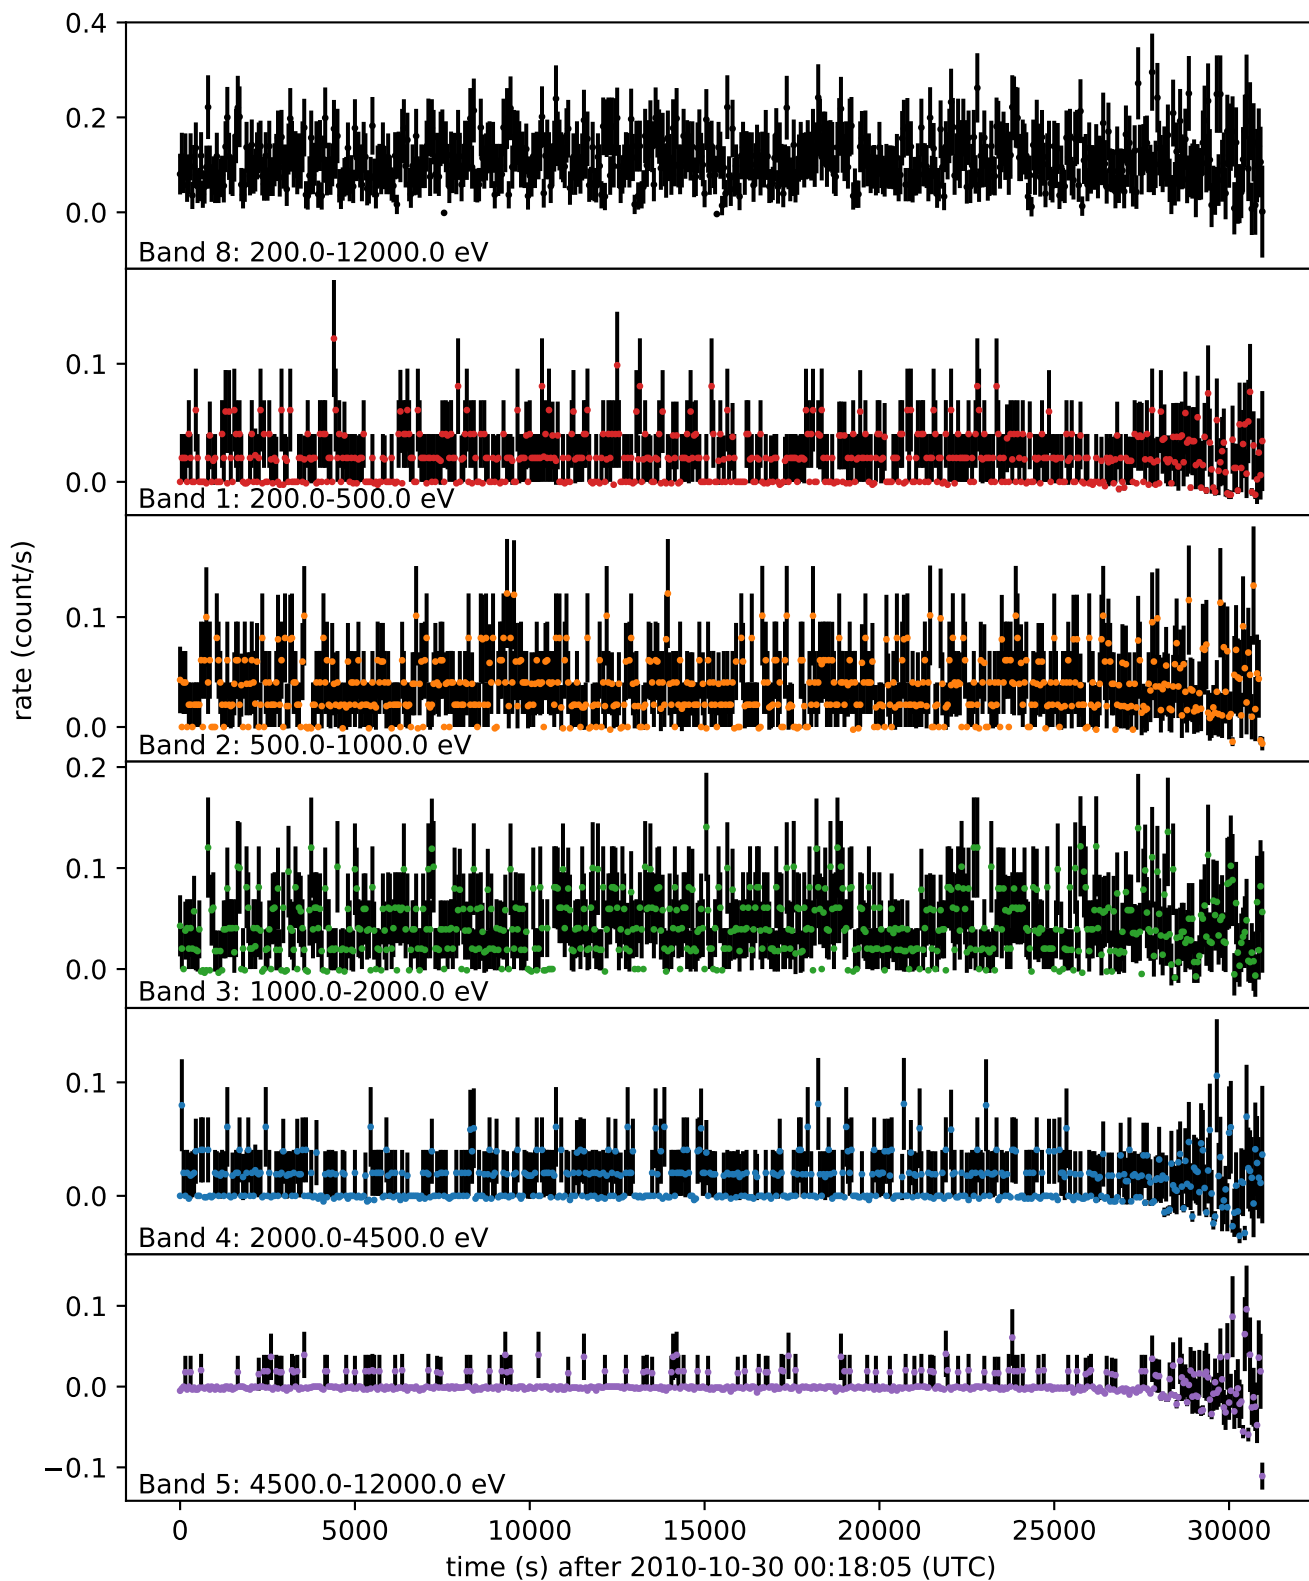 0.4
0.2
0.0
Band 8: 200.0-12000.0 eV
0.1
0.0
Band 1: 200.0-500.0 eV
rate (count/s)
0.1
0.0
Band 2: 500.0-1000.0 eV
0.2
0.1
0.0
Band 3: 1000.0-2000.0 eV
0.1
0.0
Band 4: 2000.0-4500.0 eV
0.1
0.0
−0.1
Band 5: 4500.0-12000.0 eV
0 5000 10000 15000 20000 25000 30000
time (s) after 2010-10-30 00:18:05 (UTC)